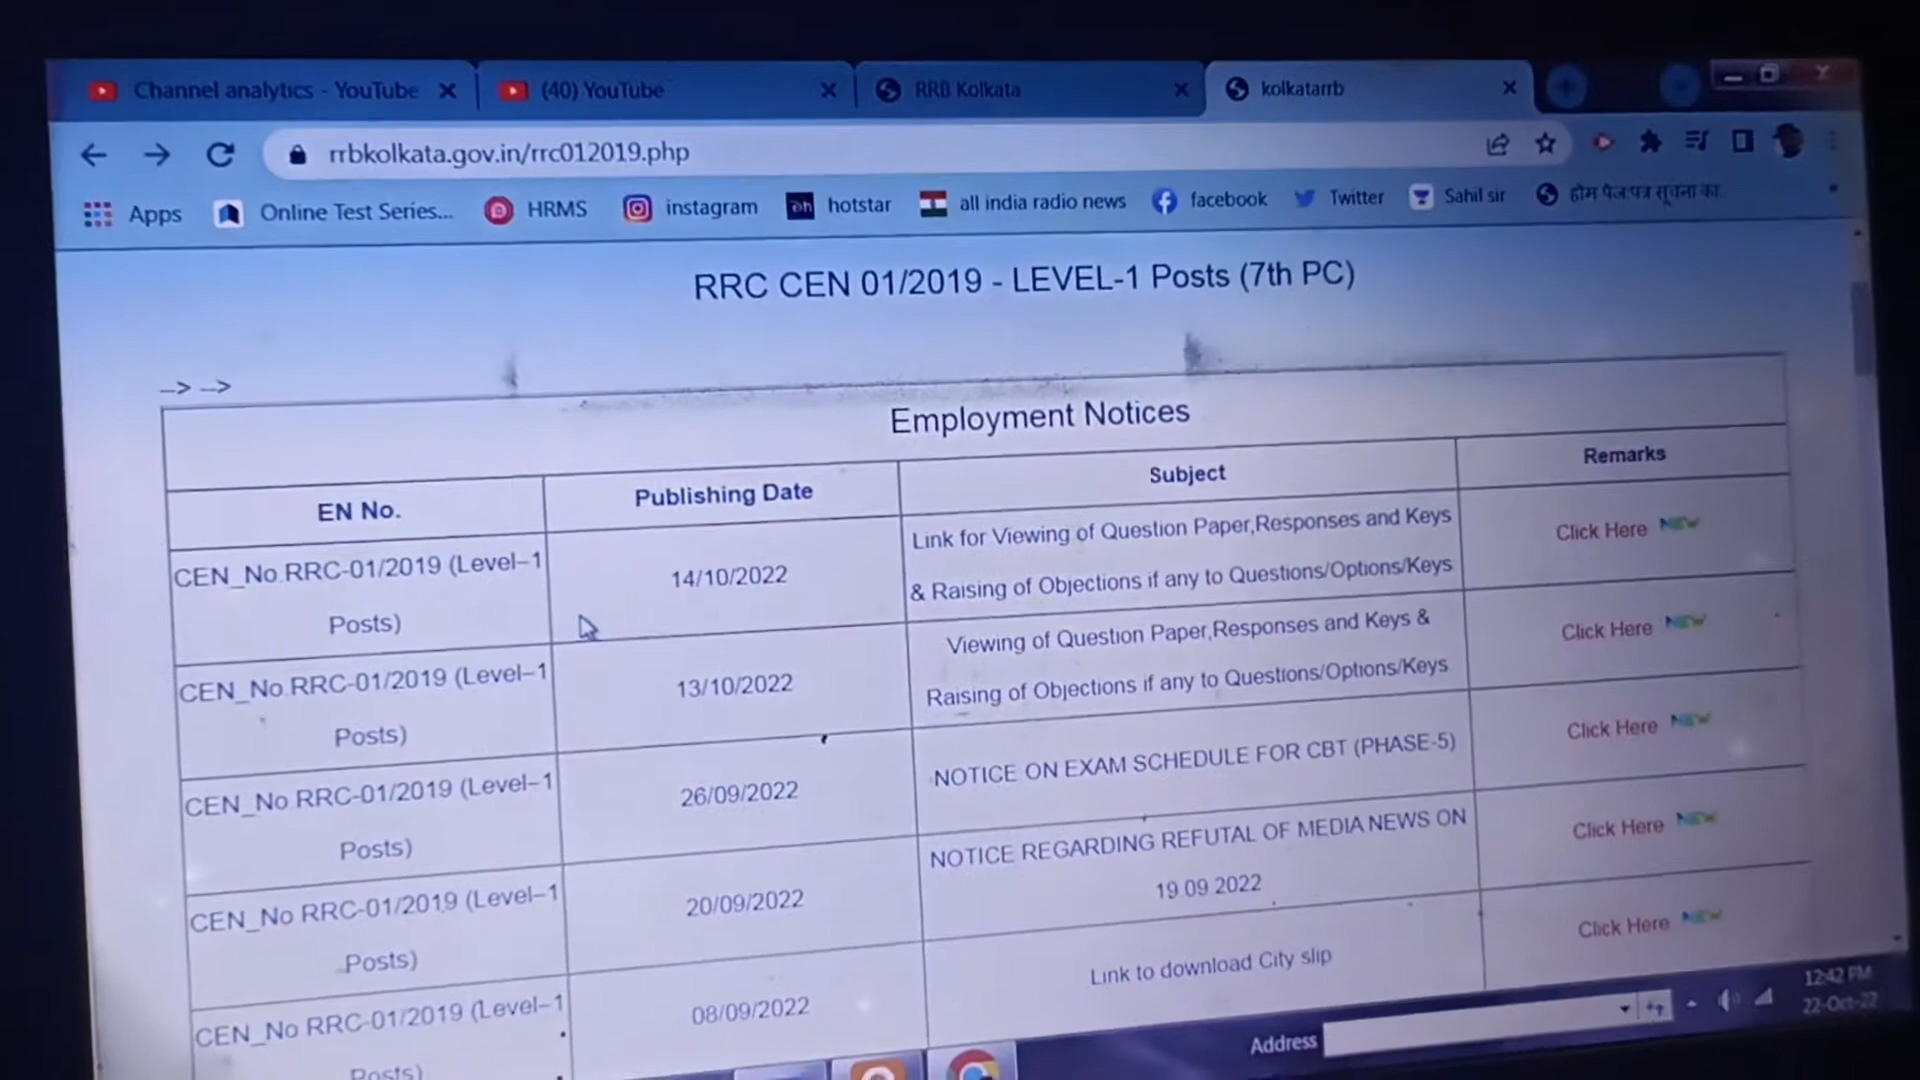 Channel analytics - YouTube
(40) YouTube
RRB Kolkata
kolkatarrb
rrbkolkata.gov.in/rrc012019.php
Apps
Online Test Series...
HRMS
instagram
hotstar
all india radio news
facebook
Twitter
Sahil sir
होम पेज:पत्र सूचना का...
RRC CEN 01/2019 - LEVEL-1 Posts (7th PC)
--> -->
Employment Notices
EN No. Publishing Date Subject Remarks
CEN_No.RRC-01/2019 (Level–1
Posts)
14/10/2022
Link for Viewing of Question Paper,Responses and Keys
& Raising of Objections if any to Questions/Options/Keys
Click Here NEW
CEN_No.RRC-01/2019 (Level–1
Posts)
13/10/2022
Viewing of Question Paper,Responses and Keys &
Raising of Objections if any to Questions/Options/Keys
Click Here NEW
CEN_No RRC-01/2019 (Level–1
Posts)
26/09/2022
NOTICE ON EXAM SCHEDULE FOR CBT (PHASE-5)
Click Here NEW
CEN_No RRC-01/2019 (Level–1
Posts)
20/09/2022
NOTICE REGARDING REFUTAL OF MEDIA NEWS ON
19 09 2022
Click Here NEW
CEN_No RRC-01/2019 (Level–1
Posts)
08/09/2022
Link to download City slip
Click Here NEW
Address
12:42 PM
22-Oct-22